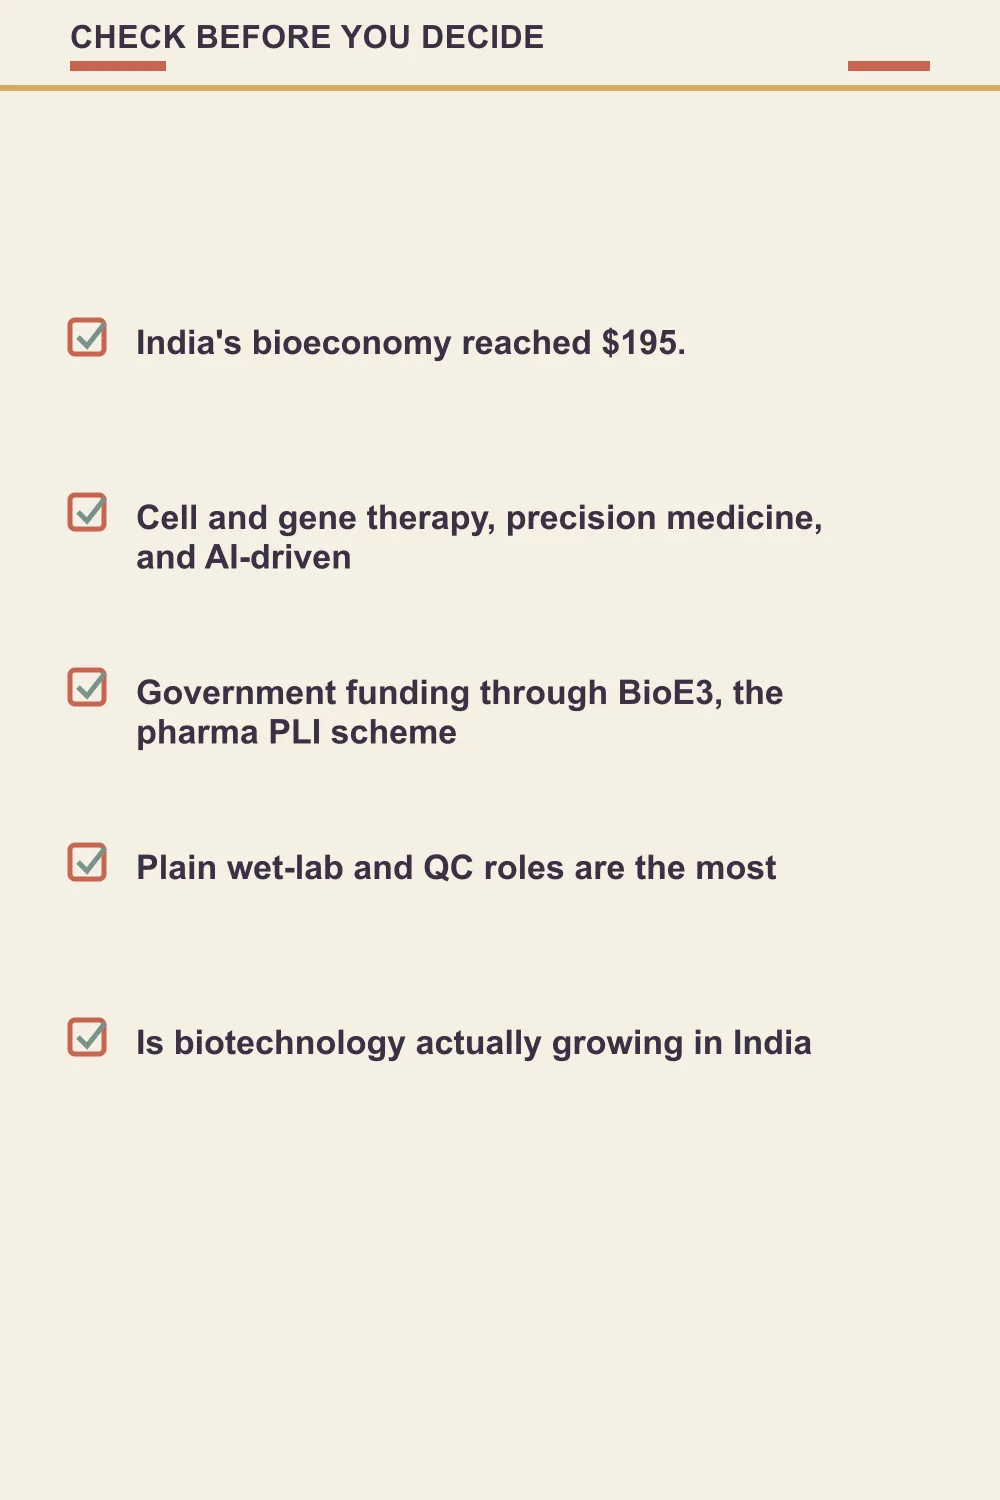 CHECK BEFORE YOU DECIDE
India's bioeconomy reached $195.
Cell and gene therapy, precision medicine,
and AI-driven
Government funding through BioE3, the
pharma PLI scheme
Plain wet-lab and QC roles are the most
Is biotechnology actually growing in India